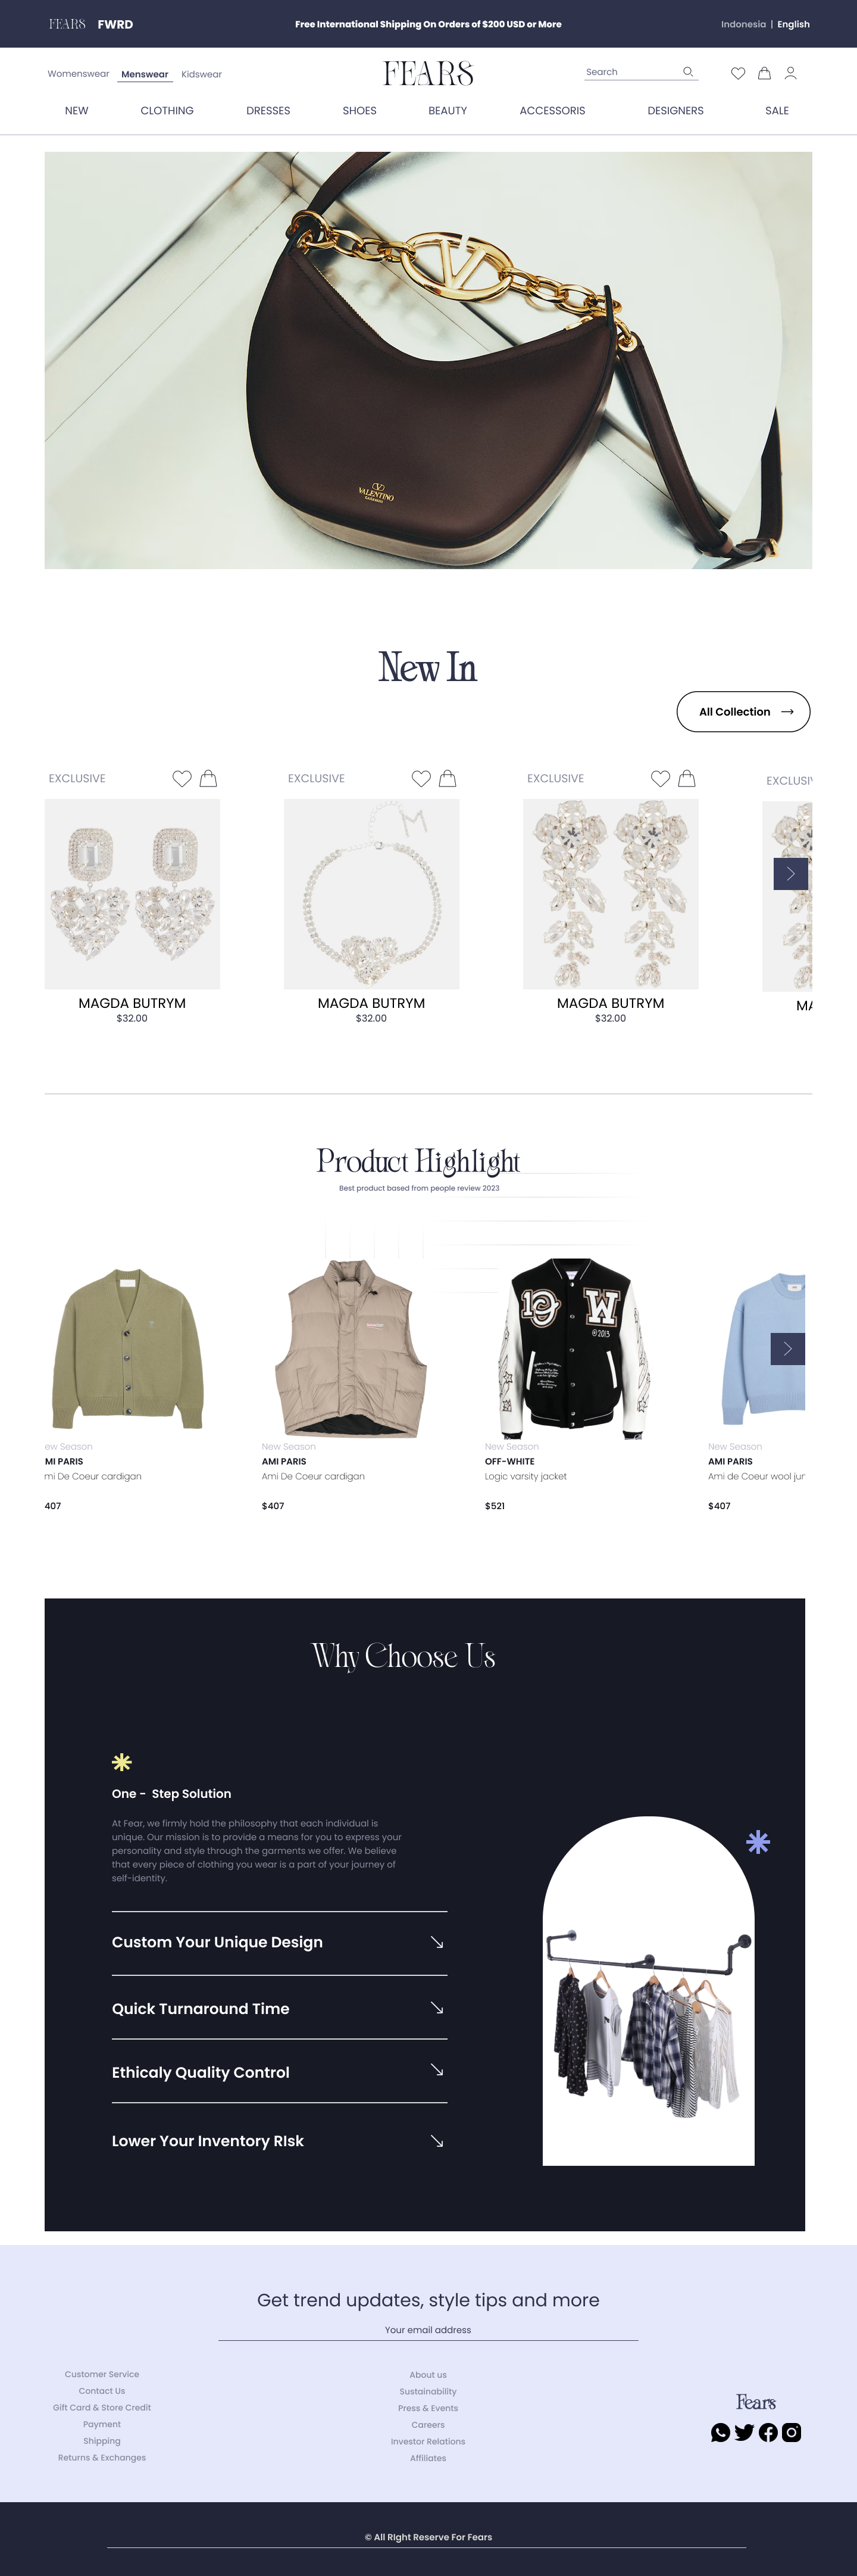 FEARS FWRD Free International Shipping On Orders of $200 USD or More Indonesia | English
Womenswear Menswear Kidswear FEARS Search
NEW CLOTHING DRESSES SHOES BEAUTY ACCESSORIS DESIGNERS SALE
VALENTINO
GARAVANI
New In
All Collection
EXCLUSIVE EXCLUSIVE EXCLUSIVE EXCLUSIV
MAGDA BUTRYM MAGDA BUTRYM MAGDA BUTRYM MA
$32.00 $32.00 $32.00
Product Highlight
Best product based from people review 2023
W
©2013
ew Season New Season New Season New Season
MI PARIS AMI PARIS OFF-WHITE AMI PARIS
mi De Coeur cardigan Ami De Coeur cardigan Logic varsity jacket Ami de Coeur wool jur
407 $407 $521 $407
Why Choose Us
One - Step Solution
At Fear, we firmly hold the philosophy that each individual is
unique. Our mission is to provide a means for you to express your
personality and style through the garments we offer. We believe
that every piece of clothing you wear is a part of your journey of
self-identity.
Custom Your Unique Design
Quick Turnaround Time
Ethicaly Quality Control
Lower Your Inventory RIsk
Get trend updates, style tips and more
Your email address
Customer Service
Contact Us
Gift Card & Store Credit
Payment
Shipping
Returns & Exchanges
About us
Sustainability
Press & Events
Careers
Investor Relations
Affiliates
Fears
© All RIght Reserve For Fears